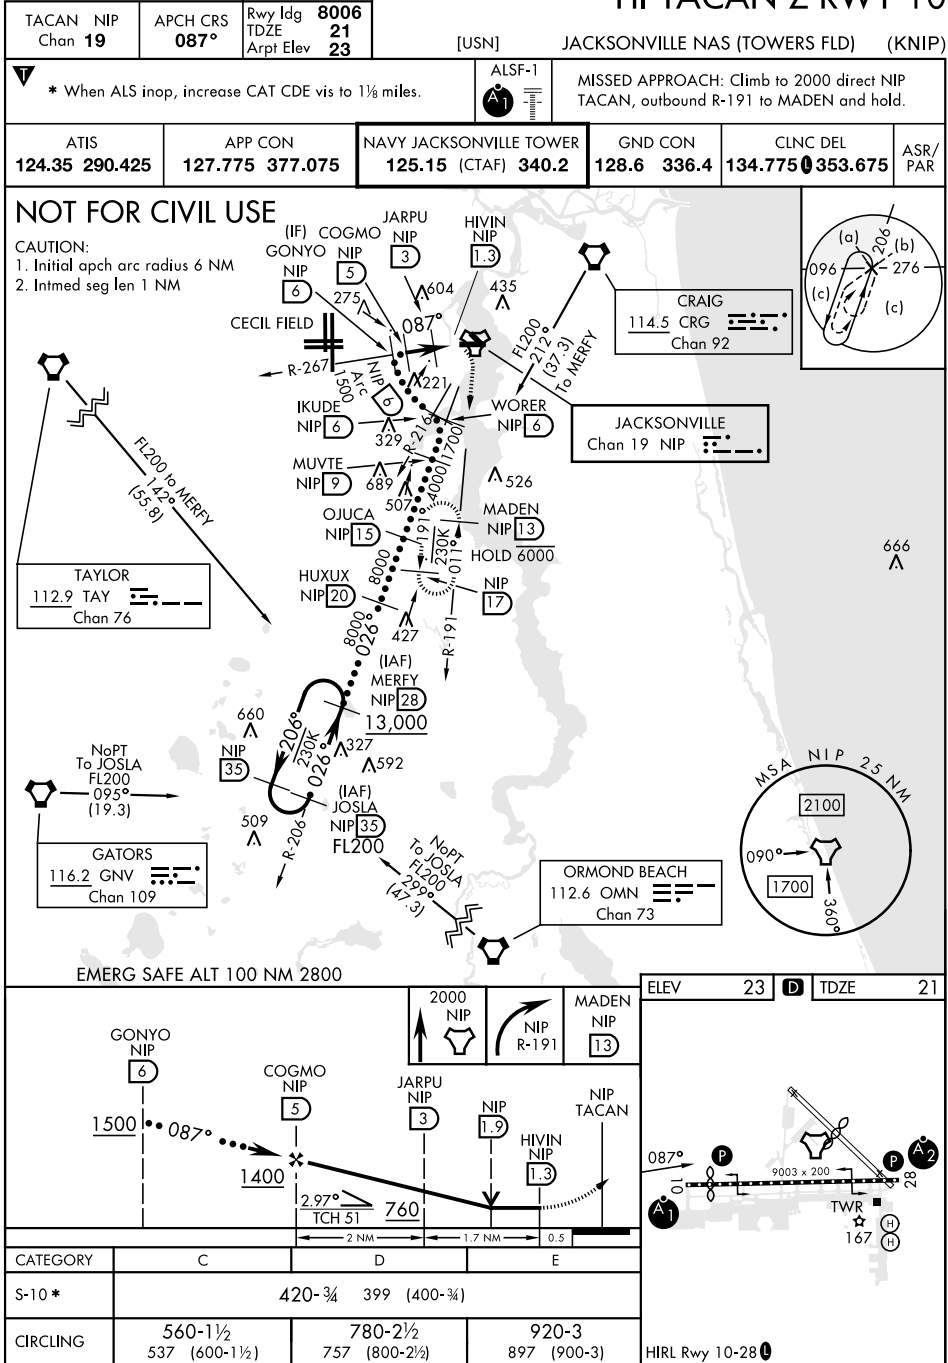 HI-TACAN Z RWY 10
TACAN NIP
Chan 19
APCH CRS
087°
Rwy ldg 8006
TDZE 21
Arpt Elev 23
[USN]
JACKSONVILLE NAS (TOWERS FLD) (KNIP)
T
* When ALS inop, increase CAT CDE vis to 1⅛ miles.
ALSF-1
A1
MISSED APPROACH: Climb to 2000 direct NIP
TACAN, outbound R-191 to MADEN and hold.
ATIS
124.35 290.425
APP CON
127.775 377.075
NAVY JACKSONVILLE TOWER
125.15 (CTAF) 340.2
GND CON
128.6 336.4
CLNC DEL
134.775 L 353.675
ASR/
PAR
NOT FOR CIVIL USE
CAUTION:
1. Initial apch arc radius 6 NM
2. Intmed seg len 1 NM
(IF)
GONYO
NIP
6
COGMO
NIP
5
JARPU
NIP
3
HIVIN
NIP
1.3
275
604
435
087°
CECIL FIELD
R-267
1500
NIP
Arc
6
221
FL200
212°
(37.3)
To MERFY
CRAIG
114.5 CRG
Chan 92
(a)
(b)
(c)
(c)
206
096
276
IKUDE
NIP 6
329
R-216
1700
WORER
NIP 6
JACKSONVILLE
Chan 19 NIP
MUVTE
NIP 9
689
507
4000
526
OJUCA
NIP 15
191°
230K
011°
MADEN
NIP 13
HOLD 6000
666
HUXUX
NIP 20
8000
NIP
17
427
R-191
8000
026°
FL200 to MERFY
142°
(55.8)
TAYLOR
112.9 TAY
Chan 76
(IAF)
MERFY
NIP 28
13,000
660
NIP
35
206°
230K
026°
327
592
(IAF)
JOSLA
NIP 35
FL200
509
R-206
NoPT
To JOSLA
FL200
095°
(19.3)
GATORS
116.2 GNV
Chan 109
NoPT
To JOSLA
FL200
299°
(47.3)
ORMOND BEACH
112.6 OMN
Chan 73
MSA NIP 25 NM
2100
090°
1700
360°
EMERG SAFE ALT 100 NM 2800
2000
NIP
NIP
R-191
MADEN
NIP
13
GONYO
NIP
6
COGMO
NIP
5
JARPU
NIP
3
NIP
1.9
HIVIN
NIP
1.3
NIP
TACAN
1500
087°
1400
2.97°
TCH 51
760
2 NM
1.7 NM
0.5
ELEV 23
D
TDZE 21
087°
P
10
9003 x 200
P
A2
28
A1
TWR
167
H
H
HIRL Rwy 10-28 L
CATEGORY C D E
S-10 * 420-¾ 399 (400-¾)
CIRCLING
560-1½
537 (600-1½)
780-2½
757 (800-2½)
920-3
897 (900-3)